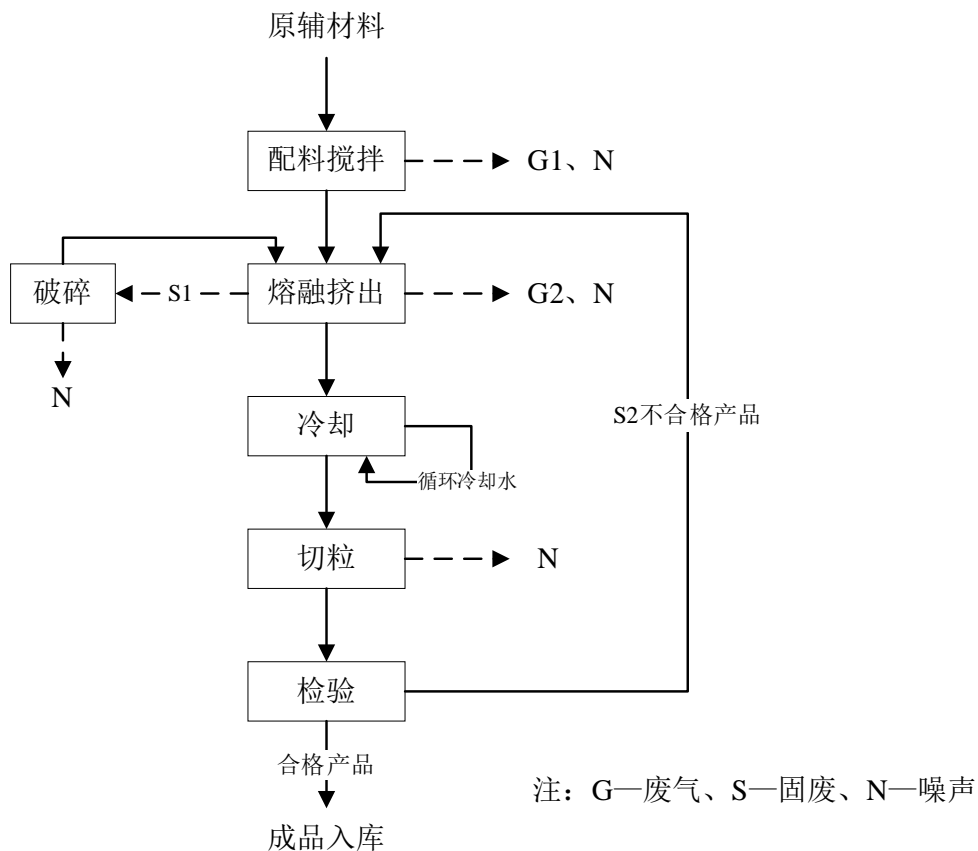 原辅材料
配料搅拌
G1、N
破碎
S1
熔融挤出
G2、N
N
冷却
S2不合格产品
循环冷却水
切粒
N
检验
合格产品
注：G—废气、S—固废、N—噪声
成品入库